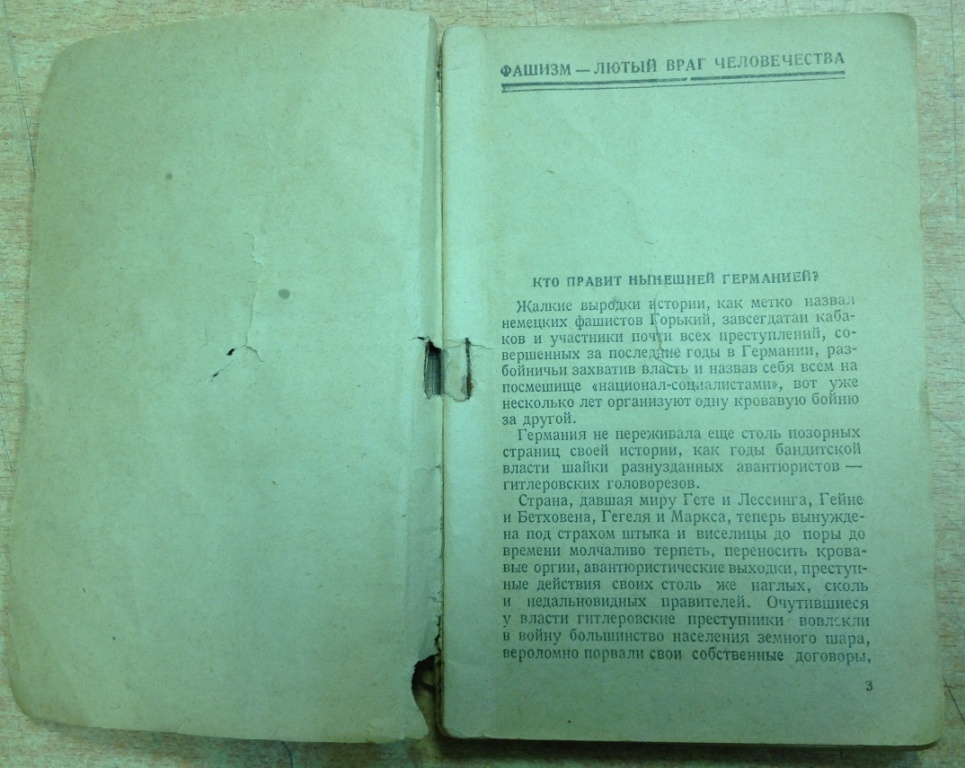 ФАШИЗМ — ЛЮТЫЙ ВРАГ ЧЕЛОВЕЧЕСТВА
КТО ПРАВИТ НЫНЕШНЕЙ ГЕРМАНИЕЙ?
Жалкие выродки истории, как метко назвал
немецких фашистов Горький, завсегдатаи каба-
ков и участники почти всех преступлений, со-
вершенных за последние годы в Германии, раз-
бойничьи захватив власть и назвав себя всем на
посмешище «национал-социалистами», вот уже
несколько лет организуют одну кровавую бойню
за другой.
Германия не переживала еще столь позорных
страниц своей истории, как годы бандитской
власти шайки разнузданных авантюристов —
гитлеровских головорезов.
Страна, давшая миру Гете и Лессинга, Гейне
и Бетховена, Гегеля и Маркса, теперь вынужде-
на под страхом штыка и виселицы до поры до
времени молчаливо терпеть, переносить крова-
вые оргии, авантюристические выходки, преступ-
ные действия своих столь же наглых, сколь
и недальновидных правителей. Очутившиеся
у власти гитлеровские преступники вовлекли
в войну большинство населения земного шара,
вероломно порвали свои собственные договоры,
3